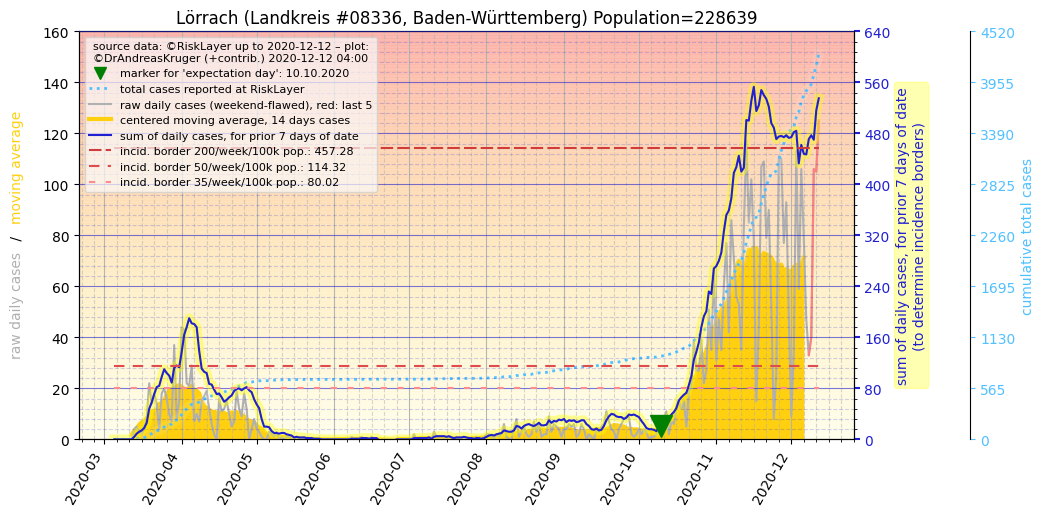 Lörrach (Landkreis #08336, Baden-Württemberg) Population=228639
source data: ©RiskLayer up to 2020-12-12 – plot:
©DrAndreasKruger (+contrib.) 2020-12-12 04:00
marker for 'expectation day': 10.10.2020
total cases reported at RiskLayer
raw daily cases (weekend-flawed), red: last 5
centered moving average, 14 days cases
sum of daily cases, for prior 7 days of date
incid. border 200/week/100k pop.: 457.28
incid. border 50/week/100k pop.: 114.32
incid. border 35/week/100k pop.: 80.02
raw daily cases / moving average
160
140
120
100
80
60
40
20
0
640
560
480
400
320
240
160
80
0
sum of daily cases, for prior 7 days of date
(to determine incidence borders)
4520
3955
3390
2825
2260
1695
1130
565
0
cumulative total cases
2020-03
2020-04
2020-05
2020-06
2020-07
2020-08
2020-09
2020-10
2020-11
2020-12